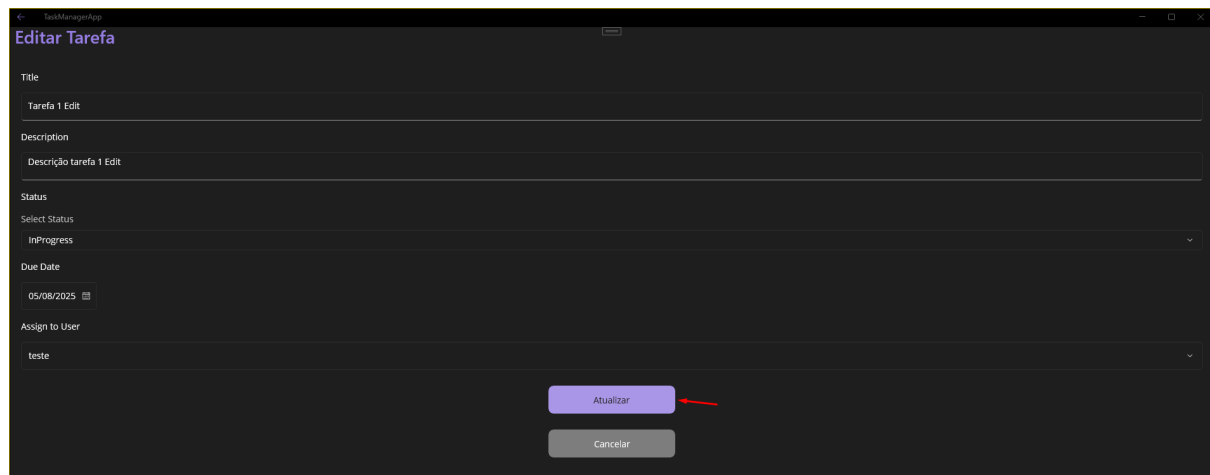 TaskManagerApp
Editar Tarefa
Title
Tarefa 1 Edit
Description
Descrição tarefa 1 Edit
Status
Select Status
InProgress
Due Date
05/08/2025
Assign to User
teste
Atualizar
Cancelar